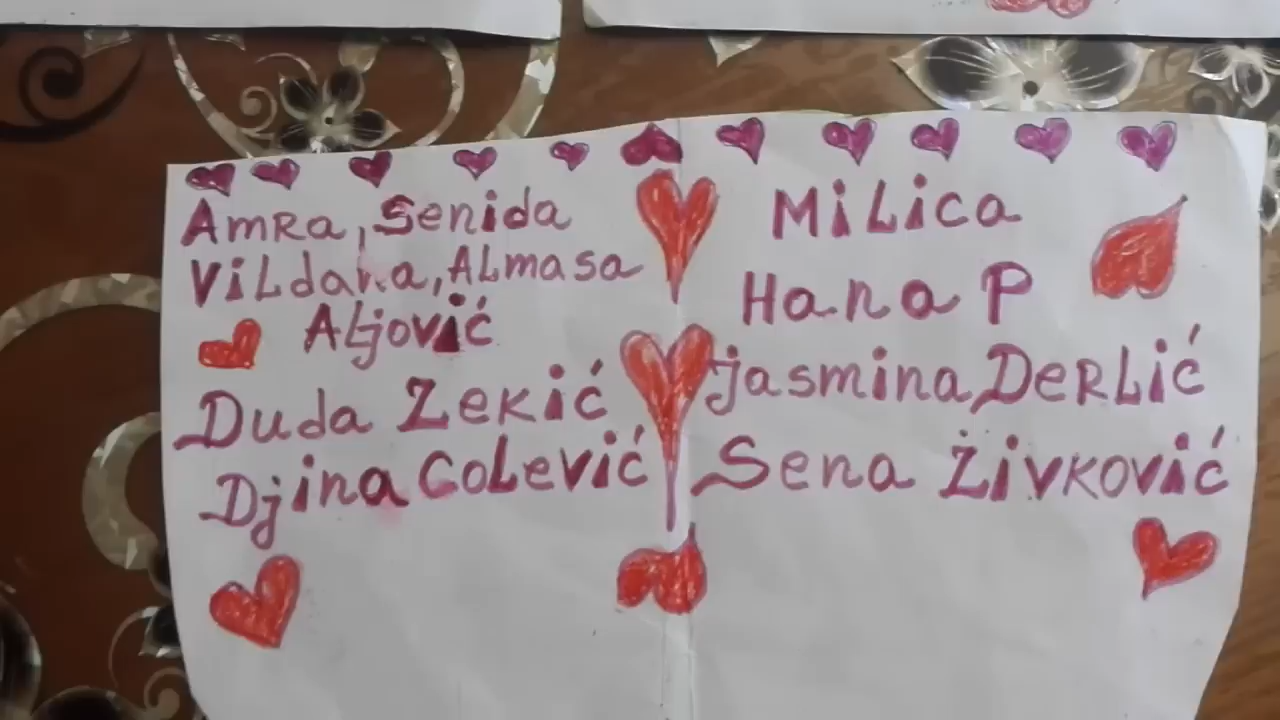 Amra, Senida
Vildana, Almasa
Aljović
Duda Zekić
Djina Colević
Milica
Hana P
Jasmina Derlić
Sena Živković